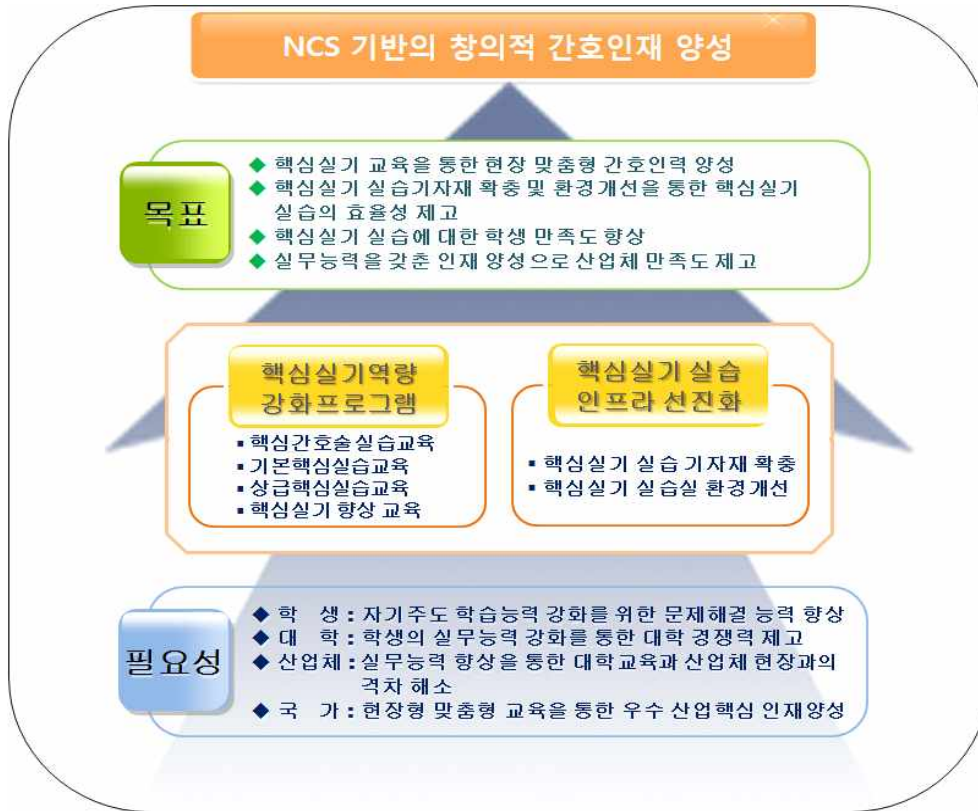 NCS 기반의 창의적 간호인재 양성
목표
◆ 핵심실기 교육을 통한 현장 맞춤형 간호인력 양성
◆ 핵심실기 실습기자재 확충 및 환경개선을 통한 핵심실기
실습의 효율성 제고
◆ 핵심실기 실습에 대한 학생 만족도 향상
◆ 실무능력을 갖춘 인재 양성으로 산업체 만족도 제고
핵심실기역량
강화프로그램
▪ 핵심간호술실습교육
▪ 기본핵심실습교육
▪ 상급핵심실습교육
▪ 핵심실기 향상 교육
핵심실기 실습
인프라 선진화
▪ 핵심실기 실습 기자재 확충
▪ 핵심실기 실습실 환경개선
필요성
◆ 학 생 : 자기주도 학습능력 강화를 위한 문제해결 능력 향상
◆ 대 학 : 학생의 실무능력 강화를 통한 대학 경쟁력 제고
◆ 산업체 : 실무능력 향상을 통한 대학교육과 산업체 현장과의
격차 해소
◆ 국 가 : 현장형 맞춤형 교육을 통한 우수 산업핵심 인재양성